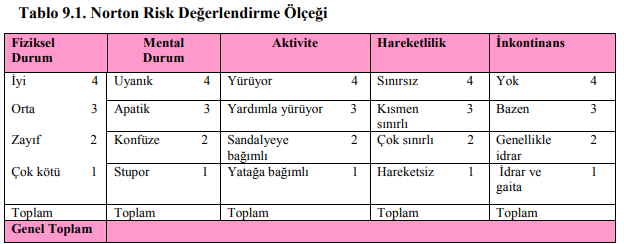 Tablo 9.1. Norton Risk Değerlendirme Ölçeği
Fiziksel Durum Mental Durum Aktivite Hareketlilik İnkontinans
İyi 4 Uyanık 4 Yürüyor 4 Sınırsız 4 Yok 4
Orta 3 Apatik 3 Yardımla yürüyor 3 Kısmen sınırlı 3 Bazen 3
Zayıf 2 Konfüze 2 Sandalyeye bağımlı 2 Çok sınırlı 2 Genellikle idrar 2
Çok kötü 1 Stupor 1 Yatağa bağımlı 1 Hareketsiz 1 İdrar ve gaita 1
Toplam Toplam Toplam Toplam Toplam
Genel Toplam